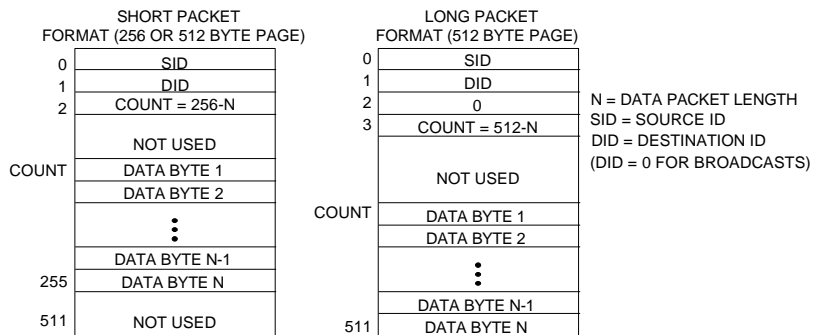 SHORT PACKET
FORMAT (256 OR 512 BYTE PAGE)
0 SID
1 DID
2 COUNT = 256-N
NOT USED
COUNT DATA BYTE 1
DATA BYTE 2
DATA BYTE N-1
255 DATA BYTE N
511 NOT USED
LONG PACKET
FORMAT (512 BYTE PAGE)
0 SID
1 DID
2 0
3 COUNT = 512-N
NOT USED
COUNT DATA BYTE 1
DATA BYTE 2
DATA BYTE N-1
511 DATA BYTE N
N = DATA PACKET LENGTH
SID = SOURCE ID
DID = DESTINATION ID
(DID = 0 FOR BROADCASTS)